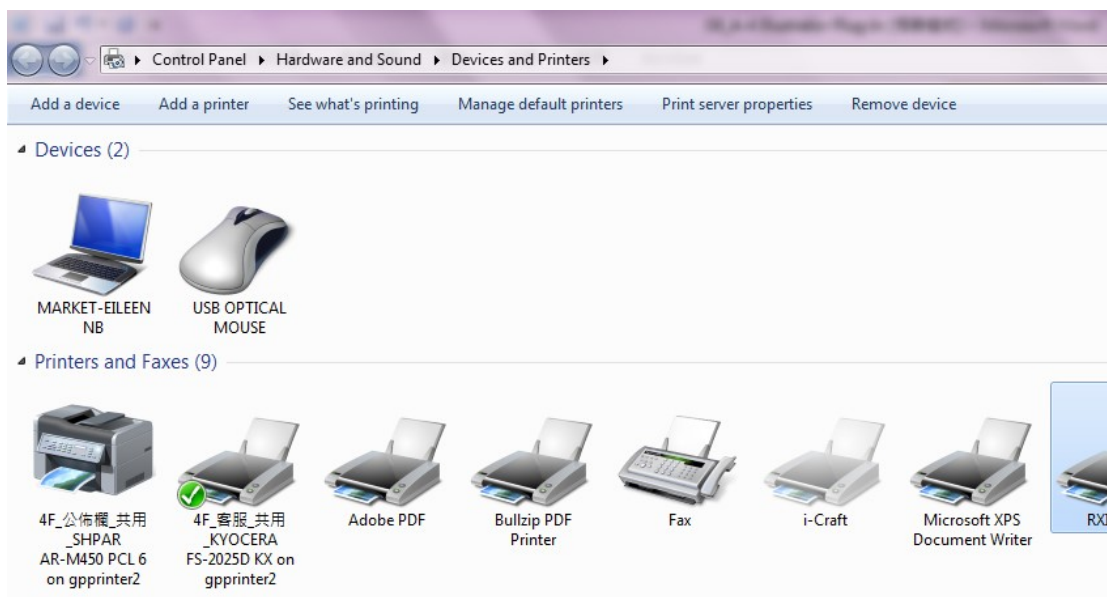 Control Panel ▸ Hardware and Sound ▸ Devices and Printers ▸
Add a device Add a printer See what's printing Manage default printers Print server properties Remove device
Devices (2)
MARKET-EILEEN
NB
USB OPTICAL
MOUSE
Printers and Faxes (9)
4F_公佈欄_共用
_SHPAR
AR-M450 PCL 6
on gpprinter2
4F_客服_共用
_KYOCERA
FS-2025D KX on
gpprinter2
Adobe PDF
Bullzip PDF
Printer
Fax
i-Craft
Microsoft XPS
Document Writer